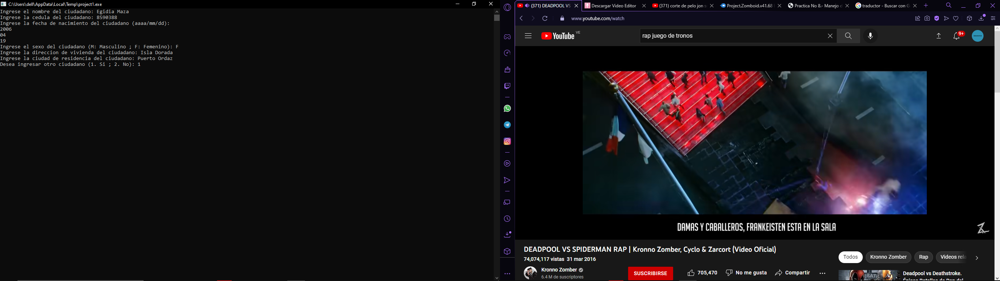 C:\Users\dell\AppData\Local\Temp\project1.exe
Ingrese el nombre del ciudadano: Egidia Maza
Ingrese la cedula del ciudadano: 8590388
Ingrese la fecha de nacimiento del ciudadano (aaaa/mm/dd):
2006
04
19
Ingrese el sexo del ciudadano (M: Masculino ; F: Femenino): F
Ingrese la direccion de vivienda del ciudadano: Isla Dorada
Ingrese la ciudad de residencia del ciudadano: Puerto Ordaz
Desea ingresar otro ciudadano (1. Si ; 2. No): 1
(371) DEADPOOL VS
Descargar Video Editor
(371) corte de pelo jon s
Project.Zomboid.v41.68
Practica No 8.- Manejo d
traductor - Buscar con G
www.youtube.com/watch
YouTube VE
rap juego de tronos
9+
DAMAS Y CABALLEROS, FRANKEISTEN ESTA EN LA SALA
DEADPOOL VS SPIDERMAN RAP | Kronno Zomber, Cyclo & Zarcort (Video Oficial)
74,074,117 vistas 31 mar 2016
Kronno Zomber
6.4 M de suscriptores
SUSCRIBIRSE
705,470
No me gusta
Compartir
Todos
Kronno Zomber
Rap
Videos rela
Deadpool vs Deathstroke.
Épicas Batallas de Rap del